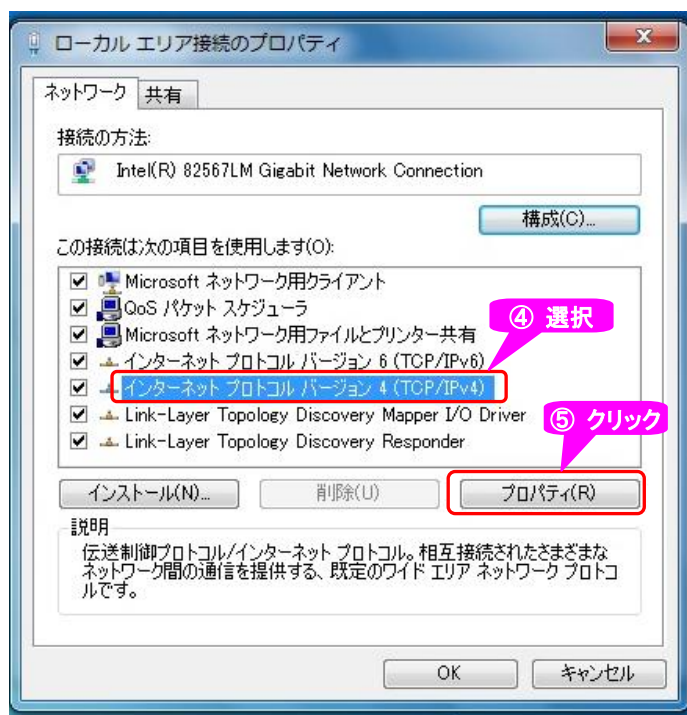 ローカル エリア接続のプロパティ
ネットワーク 共有
接続の方法:
Intel(R) 82567LM Gigabit Network Connection
構成(C)...
この接続は次の項目を使用します(O):
Microsoft ネットワーク用クライアント
QoS パケット スケジューラ
④ 選択
Microsoft ネットワーク用ファイルとプリンター共有
インターネット プロトコル バージョン 6 (TCP/IPv6)
インターネット プロトコル バージョン 4 (TCP/IPv4)
Link-Layer Topology Discovery Mapper I/O Driver
⑤ クリック
Link-Layer Topology Discovery Responder
インストール(N)... 削除(U) プロパティ(R)
説明
伝送制御プロトコル/インターネット プロトコル。相互接続されたさまざまな
ネットワーク間の通信を提供する、既定のワイド エリア ネットワーク プロトコ
ルです。
OK キャンセル